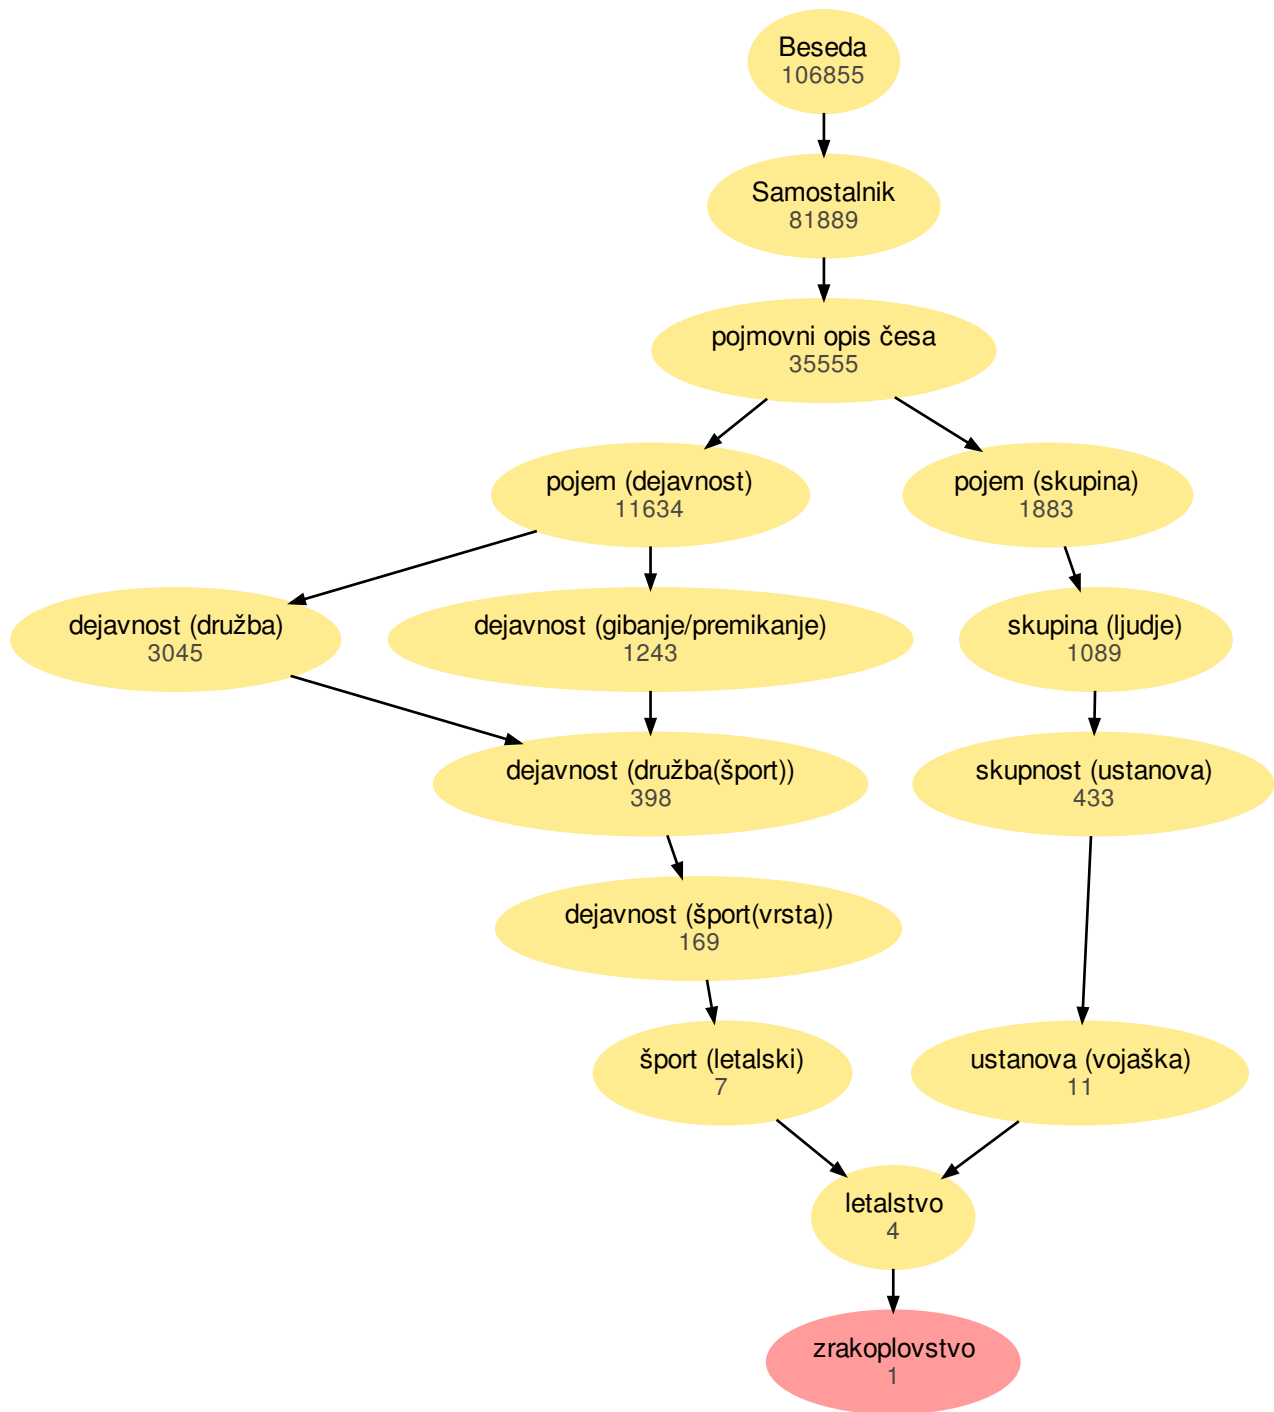 Beseda
106855
Samostalnik
81889
pojmovni opis česa
35555
pojem (dejavnost)
11634
pojem (skupina)
1883
dejavnost (družba)
3045
dejavnost (gibanje/premikanje)
1243
skupina (ljudje)
1089
dejavnost (družba(šport))
398
skupnost (ustanova)
433
dejavnost (šport(vrsta))
169
šport (letalski)
7
ustanova (vojaška)
11
letalstvo
4
zrakoplovstvo
1